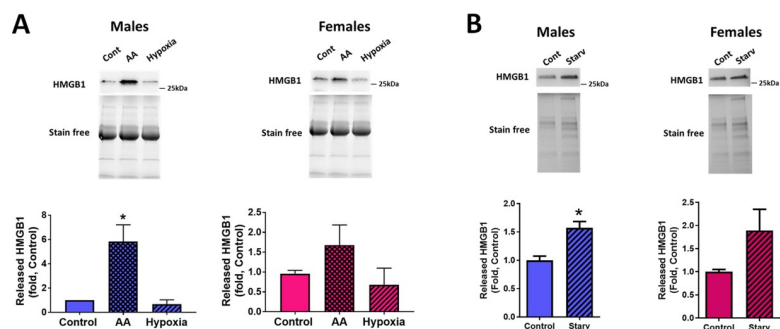 A
Males
Cont AA Hypoxia
HMGB1
— 25kDa
Stain free
Released HMGB1
(fold, Control)
8
6
4
2
0
*
Control AA Hypoxia
Females
Cont AA Hypoxia
HMGB1
— 25kDa
Stain free
Released HMGB1
(fold, Control)
2.5
2.0
1.5
1.0
0.5
0.0
Control AA Hypoxia
B
Males
Cont Starv
HMGB1
— 25kDa
Stain free
Released HMGB1
(Fold, Control)
2.0
1.5
1.0
0.5
0.0
*
Control Starv
Females
Cont Starv
HMGB1
— 25kDa
Stain free
Released HMGB1
(Fold, Control)
2.5
2.0
1.5
1.0
0.5
0.0
Control Starv